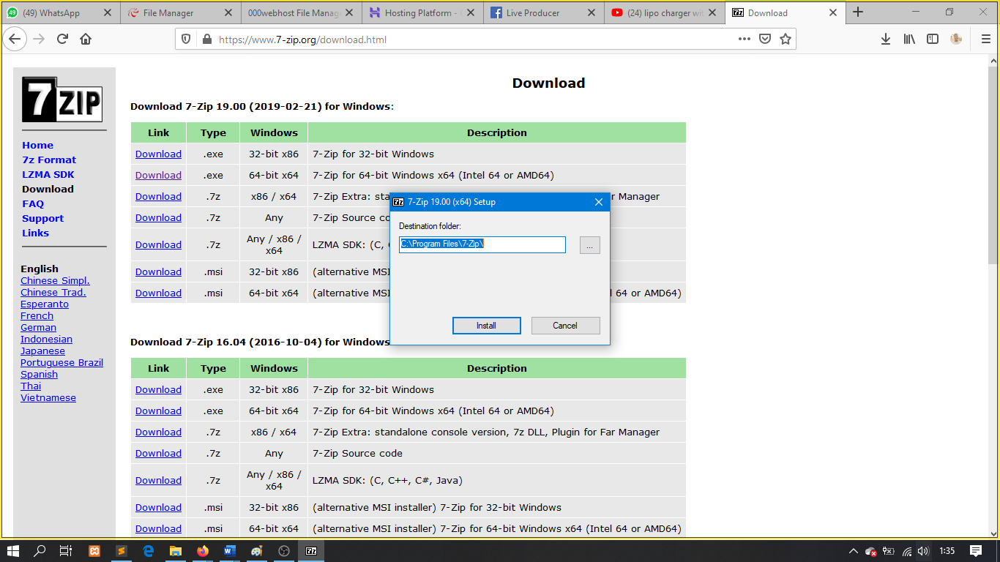 (49) WhatsApp
File Manager
000webhost File Manag
Hosting Platform -
Live Producer
(24) lipo charger wit
Download
https://www.7-zip.org/download.html
7ZIP
Home
7z Format
LZMA SDK
Download
FAQ
Support
Links
English
Chinese Simpl.
Chinese Trad.
Esperanto
French
German
Indonesian
Japanese
Portuguese Brazil
Spanish
Thai
Vietnamese
Download
Download 7-Zip 19.00 (2019-02-21) for Windows:
Link Type Windows Description
Download .exe 32-bit x86 7-Zip for 32-bit Windows
Download .exe 64-bit x64 7-Zip for 64-bit Windows x64 (Intel 64 or AMD64)
Download .7z x86 / x64 7-Zip Extra: sta r Manager
Download .7z Any 7-Zip Source co
Download .7z Any / x86 / x64 LZMA SDK: (C,
Download .msi 32-bit x86 (alternative MSI
Download .msi 64-bit x64 (alternative MSI l 64 or AMD64)
7-Zip 19.00 (x64) Setup
Destination folder:
C:\Program Files\7-Zip\
...
Install
Cancel
Download 7-Zip 16.04 (2016-10-04) for Windows
Link Type Windows Description
Download .exe 32-bit x86 7-Zip for 32-bit Windows
Download .exe 64-bit x64 7-Zip for 64-bit Windows x64 (Intel 64 or AMD64)
Download .7z x86 / x64 7-Zip Extra: standalone console version, 7z DLL, Plugin for Far Manager
Download .7z Any 7-Zip Source code
Download .7z Any / x86 / x64 LZMA SDK: (C, C++, C#, Java)
Download .msi 32-bit x86 (alternative MSI installer) 7-Zip for 32-bit Windows
Download .msi 64-bit x64 (alternative MSI installer) 7-Zip for 64-bit Windows x64 (Intel 64 or AMD64)
1:35